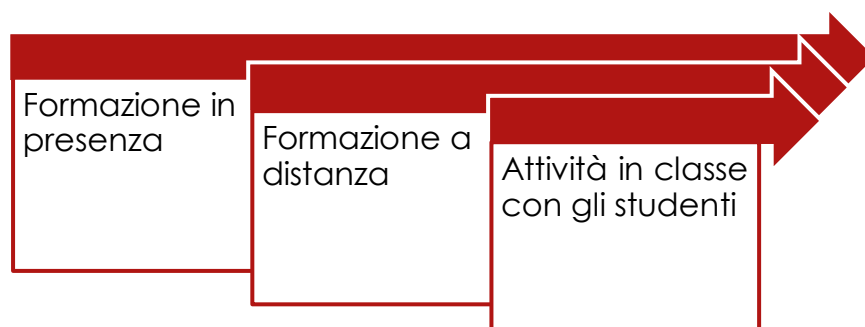 Formazione in
presenza
Formazione a
distanza
Attività in classe
con gli studenti